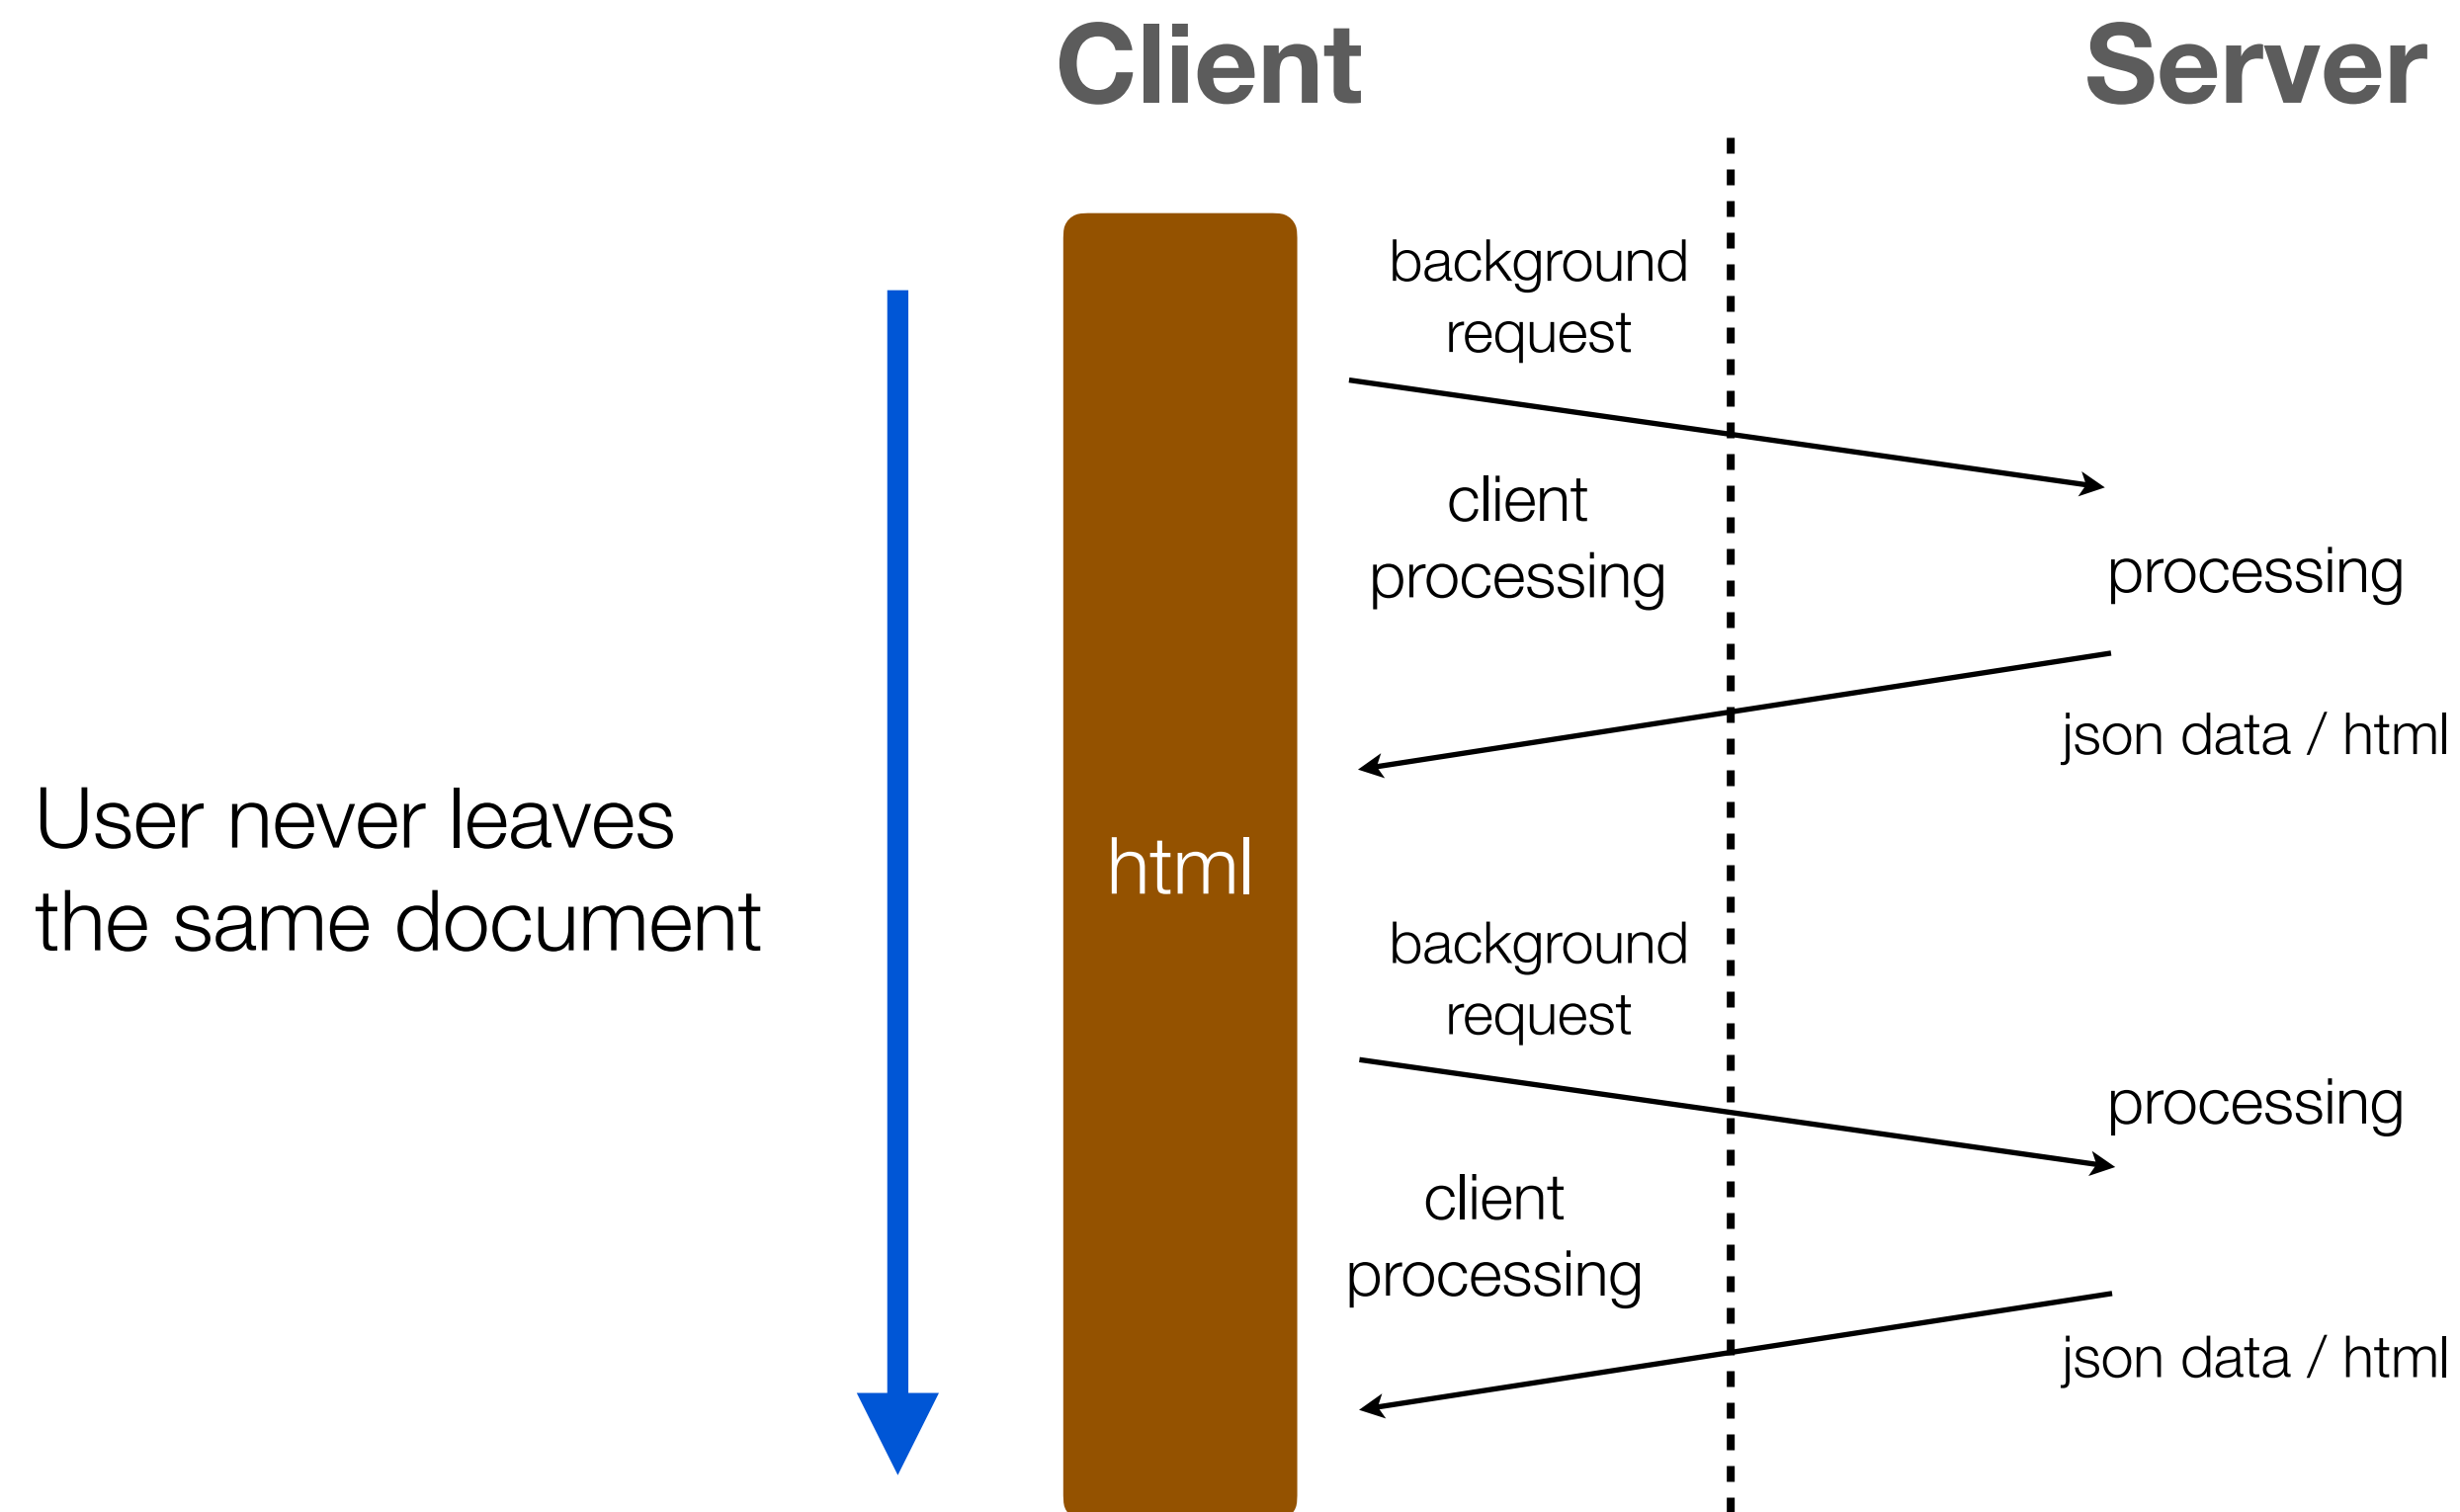 Client
Server
background
request
client
processing
processing
json data / html
User never leaves
the same document
html
background
request
processing
client
processing
json data / html